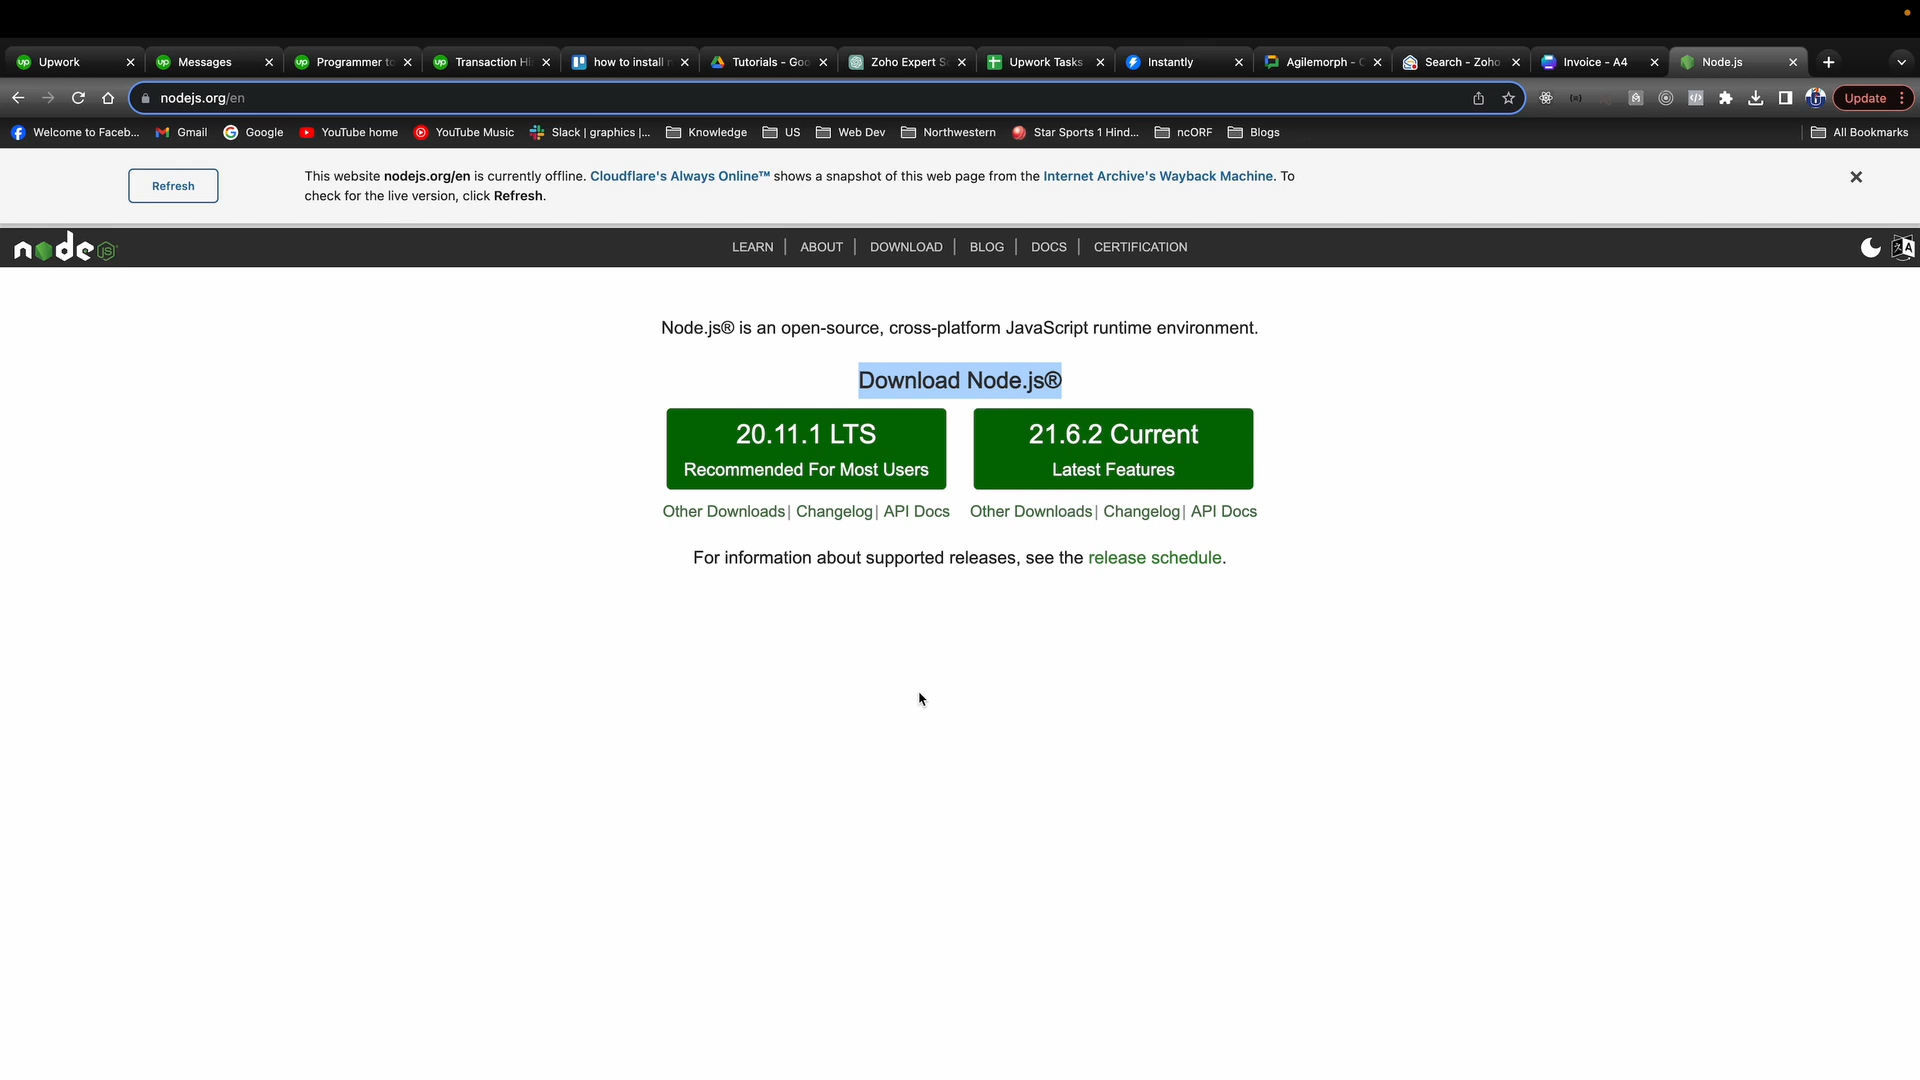 Upwork
Messages
Programmer to
Transaction Hi
how to install n
Tutorials - Goo
Zoho Expert So
Upwork Tasks
Instantly
Agilemorph - C
Search - Zoho
Invoice - A4
Node.js
nodejs.org/en
Update
Welcome to Faceb...
Gmail
Google
YouTube home
YouTube Music
Slack | graphics |...
Knowledge
US
Web Dev
Northwestern
Star Sports 1 Hind...
ncORF
Blogs
All Bookmarks
Refresh
This website nodejs.org/en is currently offline. Cloudflare's Always Online™ shows a snapshot of this web page from the Internet Archive's Wayback Machine. To
check for the live version, click Refresh.
node JS
LEARN | ABOUT | DOWNLOAD | BLOG | DOCS | CERTIFICATION
Node.js® is an open-source, cross-platform JavaScript runtime environment.
Download Node.js®
20.11.1 LTS
Recommended For Most Users
21.6.2 Current
Latest Features
Other Downloads | Changelog | API Docs
Other Downloads | Changelog | API Docs
For information about supported releases, see the release schedule.